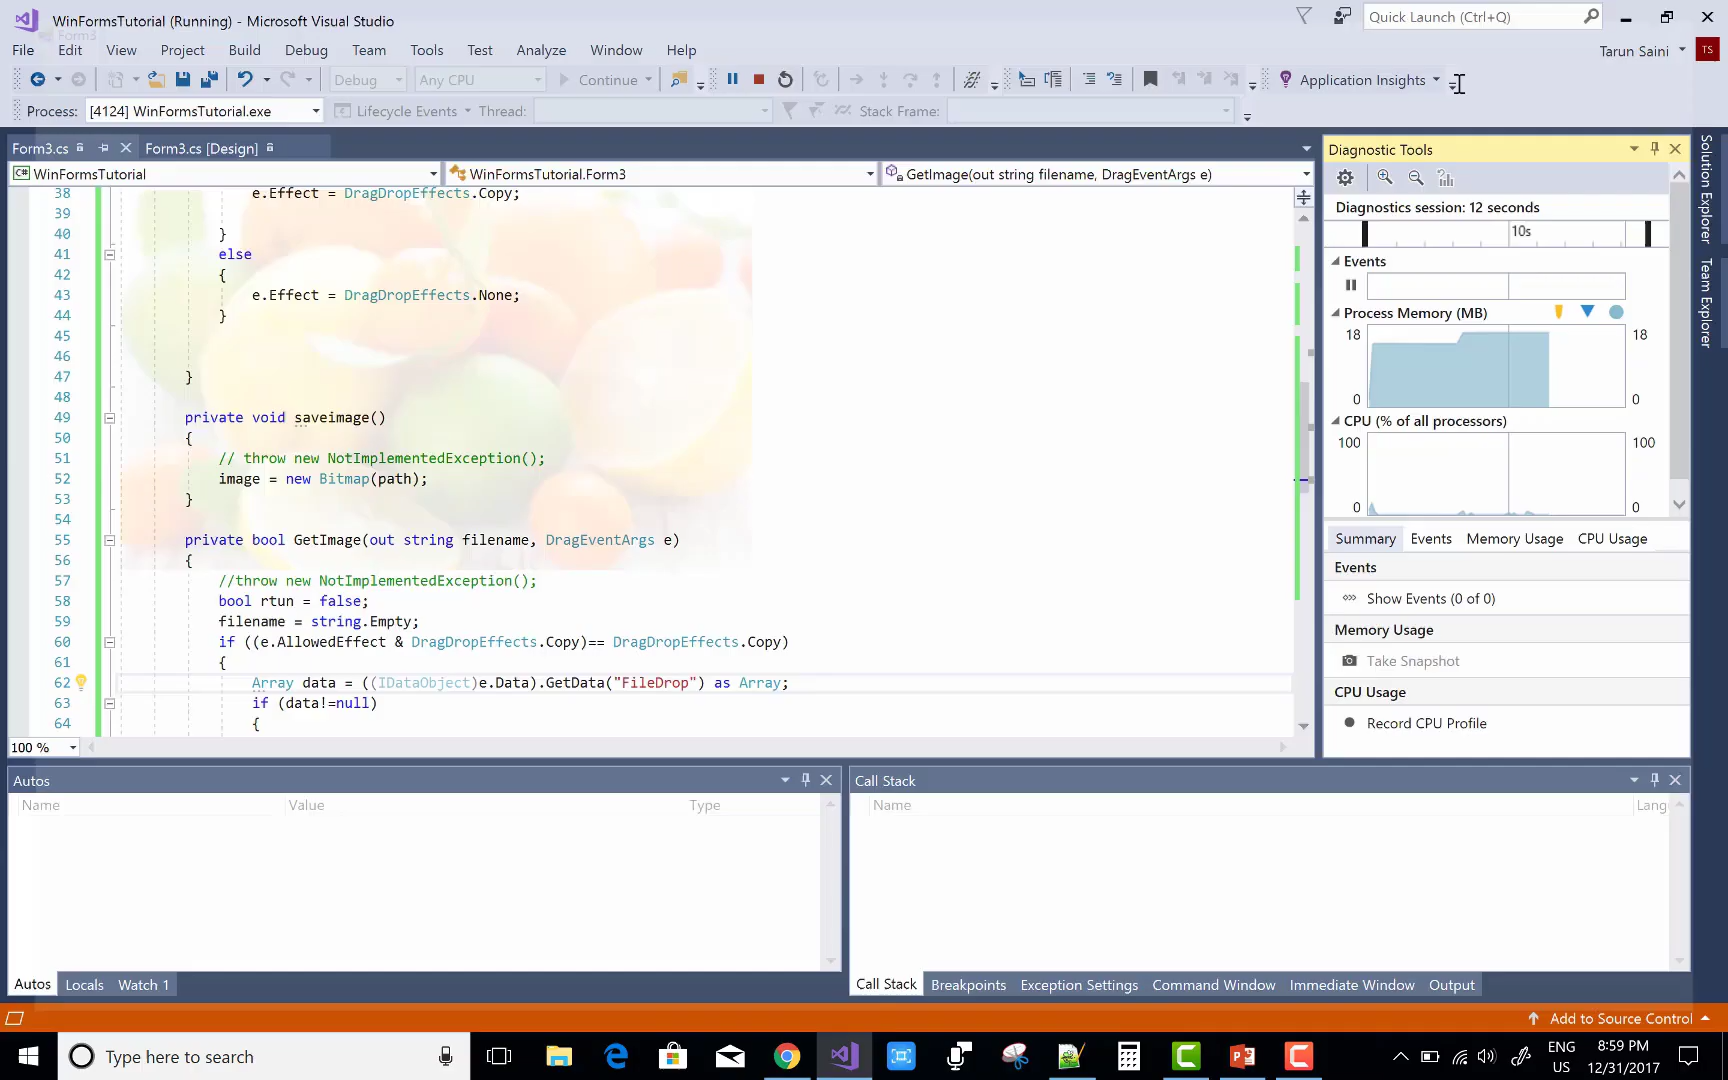 WinFormsTutorial (Running) - Microsoft Visual Studio
Quick Launch (Ctrl+Q)
Form3
File Edit View Project Build Debug Team Tools Test Analyze Window Help
Tarun Saini TS
Debug Any CPU Continue Application Insights
Process: [4124] WinFormsTutorial.exe Lifecycle Events Thread: Stack Frame:
Form3.cs Form3.cs [Design]
C# WinFormsTutorial WinFormsTutorial.Form3 GetImage(out string filename, DragEventArgs e)
38 e.Effect = DragDropEffects.Copy;
39
40 }
41 else
42 {
43 e.Effect = DragDropEffects.None;
44 }
45
46
47 }
48
49 private void saveimage()
50 {
51 // throw new NotImplementedException();
52 image = new Bitmap(path);
53 }
54
55 private bool GetImage(out string filename, DragEventArgs e)
56 {
57 //throw new NotImplementedException();
58 bool rtun = false;
59 filename = string.Empty;
60 if ((e.AllowedEffect & DragDropEffects.Copy)== DragDropEffects.Copy)
61 {
62 Array data = ((IDataObject)e.Data).GetData("FileDrop") as Array;
63 if (data!=null)
64 {
100 %
Diagnostic Tools
Diagnostics session: 12 seconds
10s
Events
Process Memory (MB)
18 18
0 0
CPU (% of all processors)
100 100
0 0
Summary Events Memory Usage CPU Usage
Events
Show Events (0 of 0)
Memory Usage
Take Snapshot
CPU Usage
Record CPU Profile
Solution Explorer
Team Explorer
Autos
Name Value Type
Autos Locals Watch 1
Call Stack
Name Lang
Call Stack Breakpoints Exception Settings Command Window Immediate Window Output
Add to Source Control
Type here to search
ENG
US
8:59 PM
12/31/2017